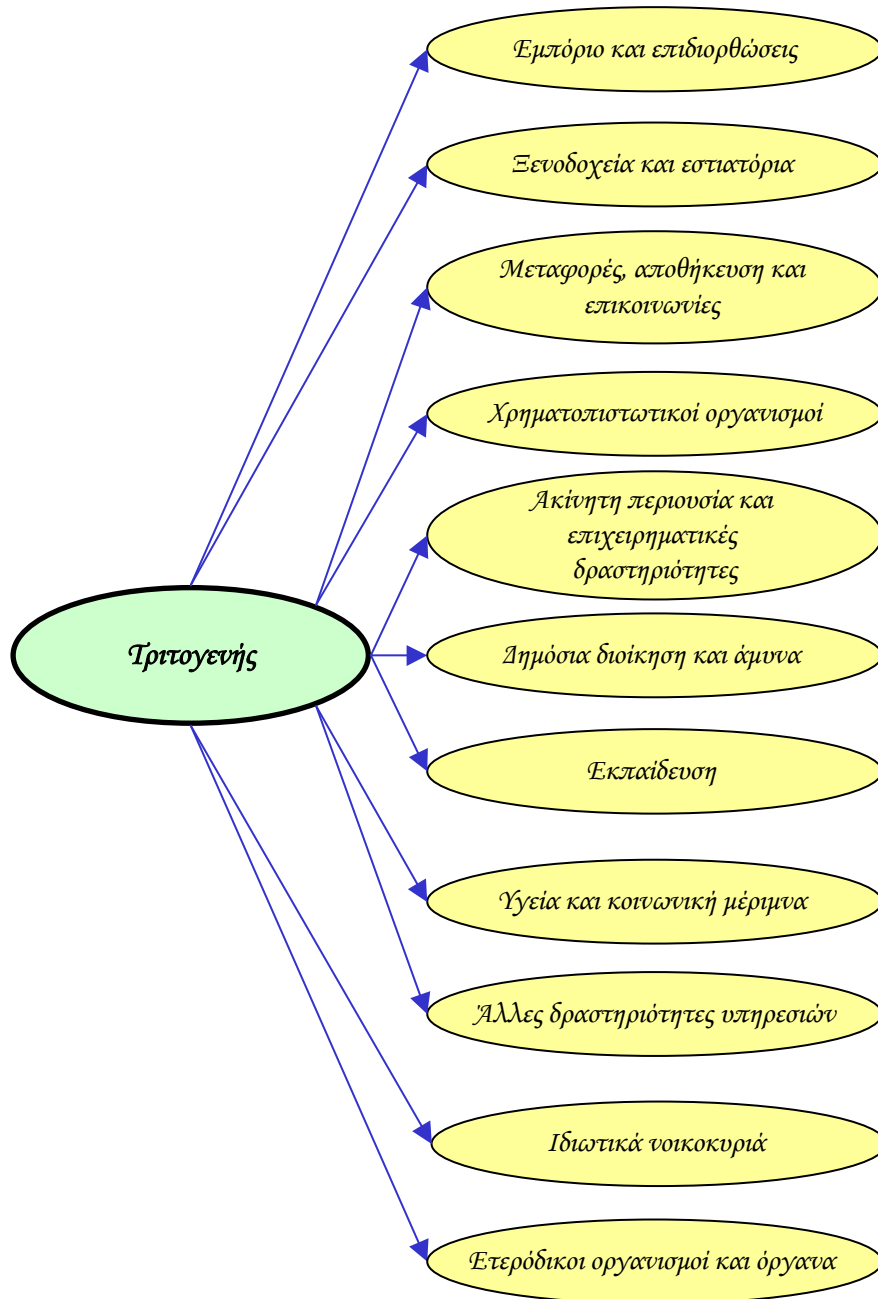 Εμπόριο και επιδιορθώσεις
Ξενοδοχεία και εστιατόρια
Μεταφορές, αποθήκευση και
επικοινωνίες
Χρηματοπιστωτικοί οργανισμοί
Ακίνητη περιουσία και
επιχειρηματικές
δραστηριότητες
Τριτογενής
Δημόσια διοίκηση και άμυνα
Εκπαίδευση
Υγεία και κοινωνική μέριμνα
Άλλες δραστηριότητες υπηρεσιών
Ιδιωτικά νοικοκυριά
Ετερόδικοι οργανισμοί και όργανα